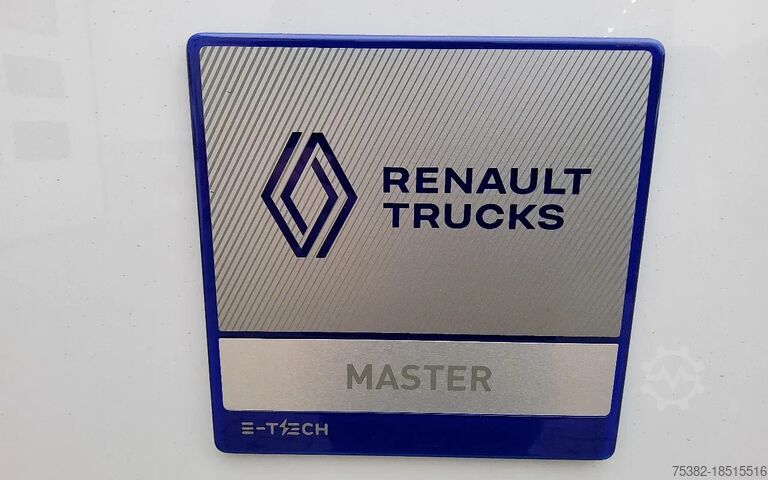 RENAULT
TRUCKS
MASTER
E-TECH
75382-18515516